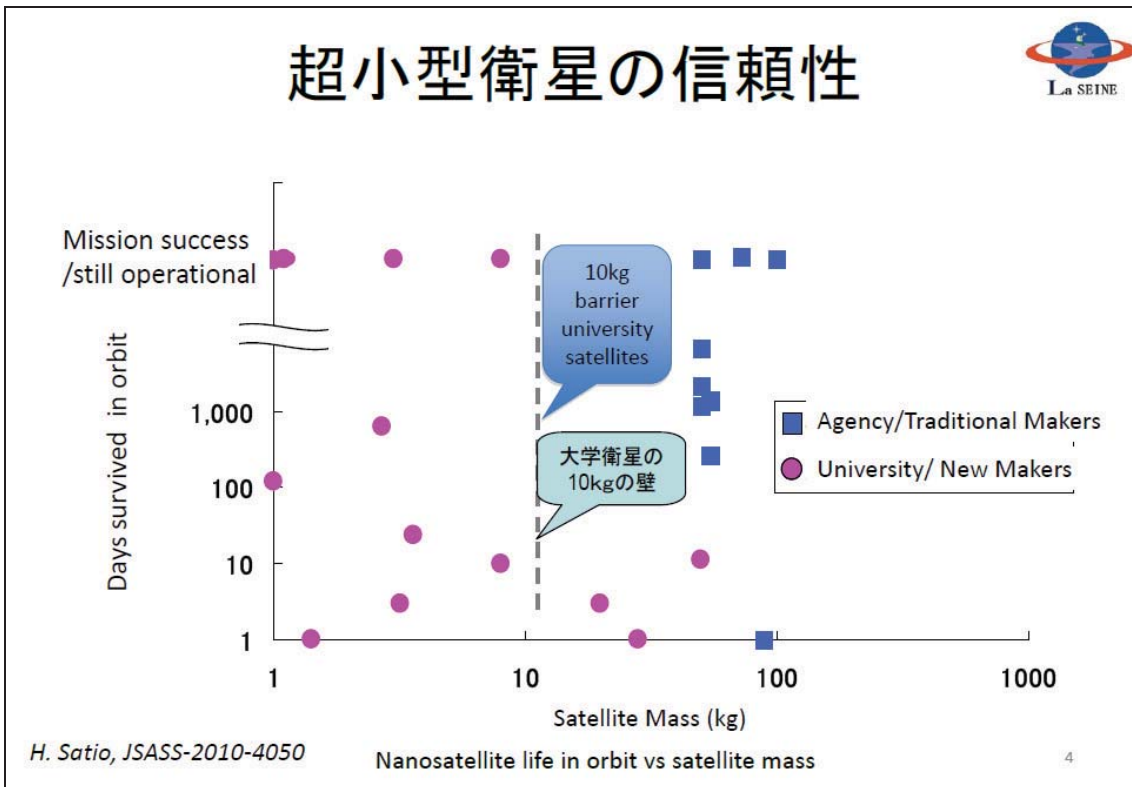 超小型衛星の信頼性
La SEINE
Mission success
/still operational
Days survived in orbit
1,000
100
10
1
1
10
100
1000
10kg
barrier
university
satellites
大学衛星の
10kgの壁
Agency/Traditional Makers
University/ New Makers
Satellite Mass (kg)
H. Satio, JSASS-2010-4050
Nanosatellite life in orbit vs satellite mass
4